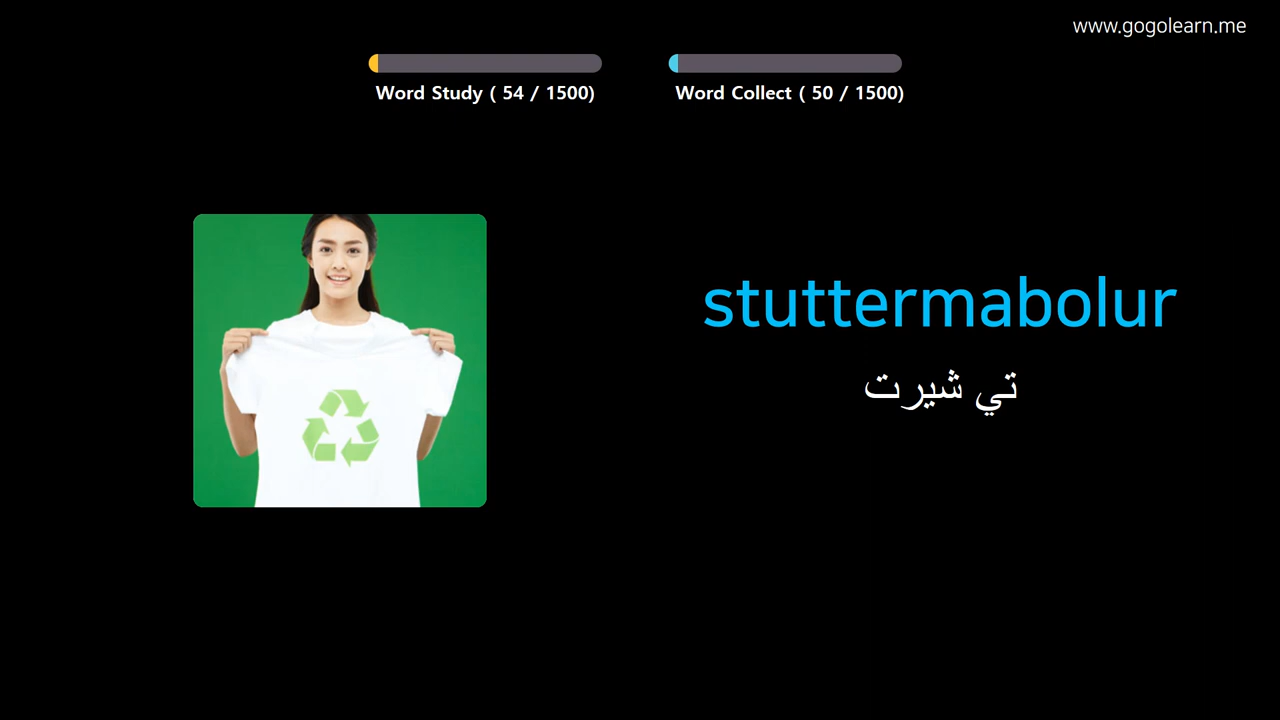 www.gogolearn.me
Word Study ( 54 / 1500)
Word Collect ( 50 / 1500)
stuttermabolur
تي شيرت